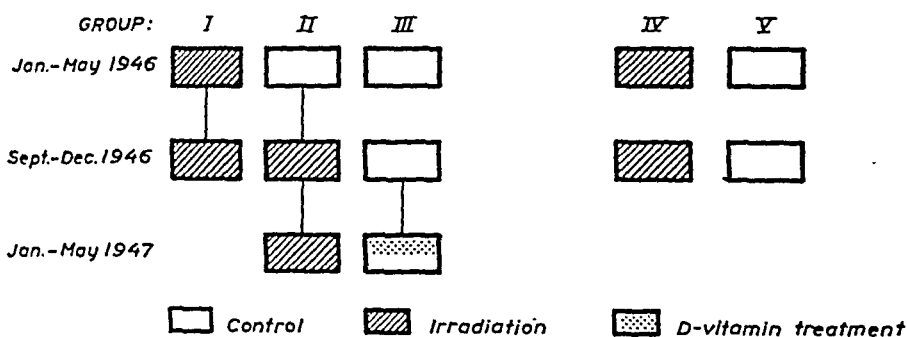 GROUP: I II III IV V
Jan.-May 1946
Sept.-Dec. 1946
Jan.-May 1947
Control Irradiation D-vitamin treatment